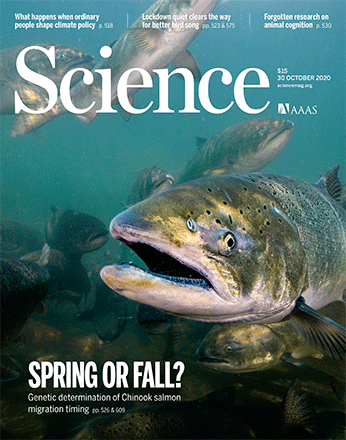 What happens when ordinary
people shape climate policy p. 518
Lockdown quiet clears the way
for better bird song pp. 523 & 575
Forgotten research on
animal cognition p. 530
Science
$15
30 OCTOBER 2020
sciencemag.org
AAAS
SPRING OR FALL?
Genetic determination of Chinook salmon
migration timing pp. 526 & 609